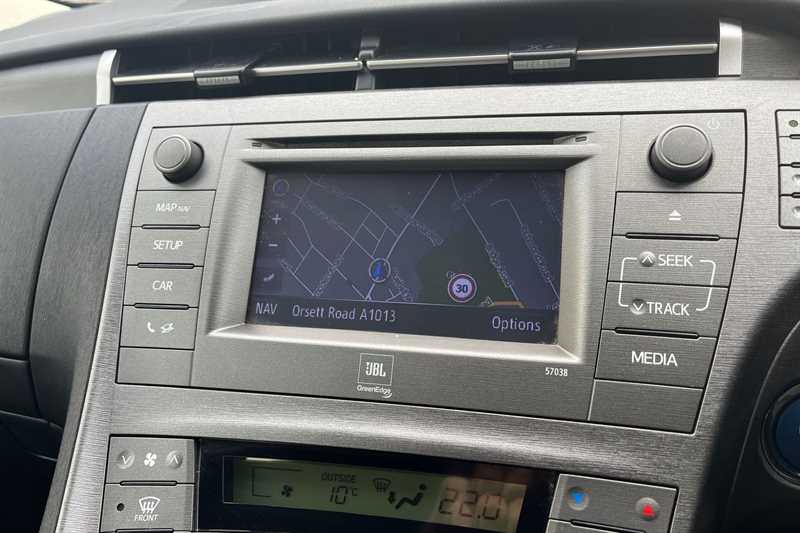 MAP NAV
SETUP
CAR
30
NAV
Orsett Road A1013
Options
SEEK
TRACK
MEDIA
JBL
GreenEdge
57038
OUTSIDE
10°C
22.0
FRONT